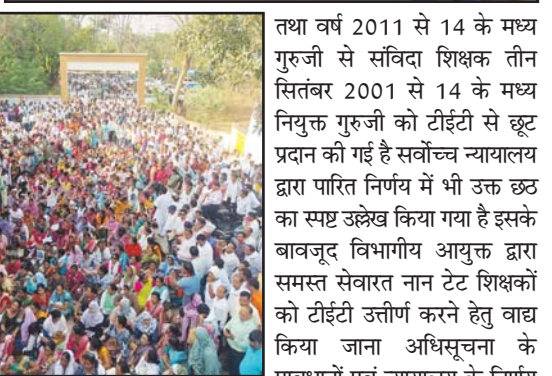 तथा वर्ष 2011 से 14 के मध्य
गुरुजी से संविदा शिक्षक तीन
सितंबर 2001 से 14 के मध्य
नियुक्त गुरुजी को टीईटी से छूट
प्रदान की गई है सर्वोच्च न्यायालय
द्वारा पारित निर्णय में भी उक्त छठ
का स्पष्ट उल्लेख किया गया है इसके
बावजूद विभागीय आयुक्त द्वारा
समस्त सेवारत नान टेट शिक्षकों
को टीईटी उत्तीर्ण करने हेतु वाद्य
किया जाना अधिसूचना के